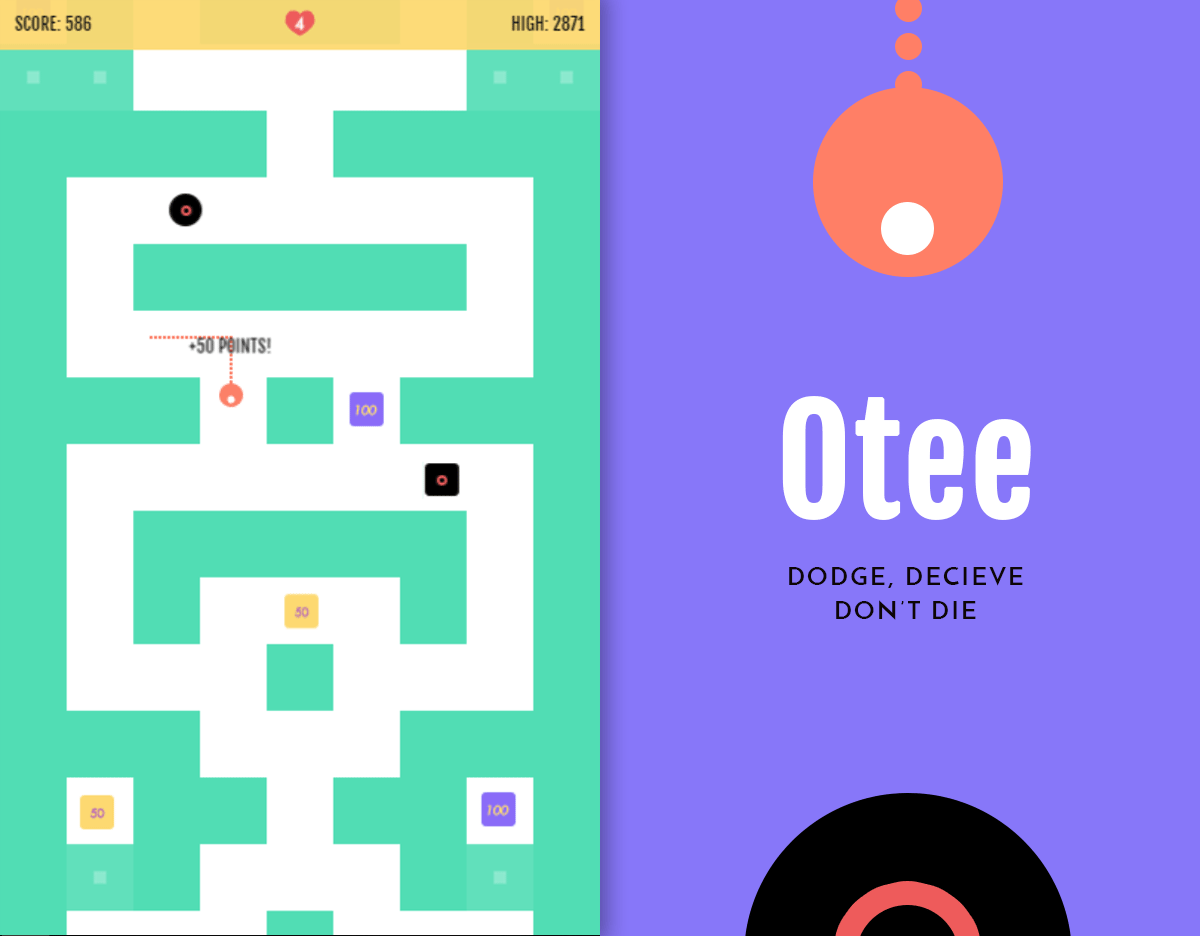 SCORE: 586
4
HIGH: 2871
+50 POINTS!
100
50
50
100
Otee
DODGE, DECIEVE
DON'T DIE